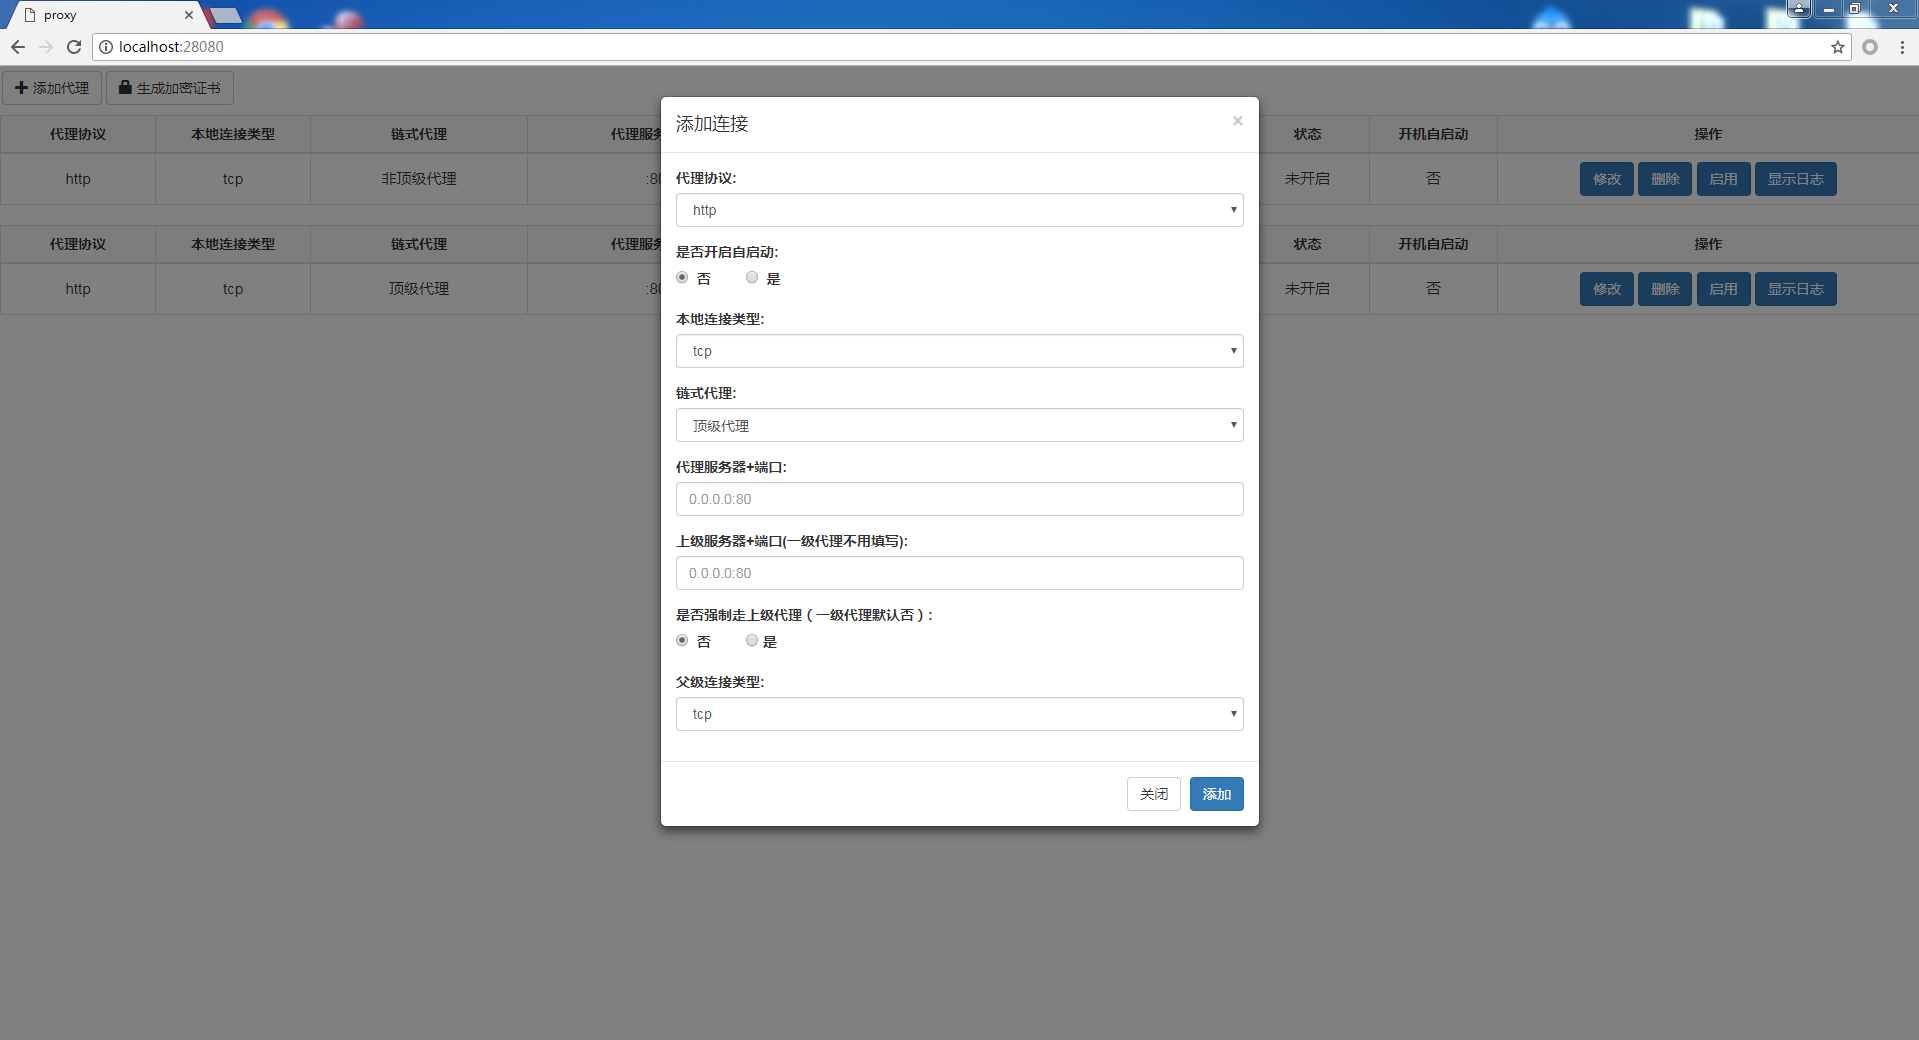 proxy
localhost:28080
添加代理 生成加密证书
代理协议 本地连接类型 链式代理 代理服务 状态 开机自启动 操作
http tcp 非顶级代理 :80 未开启 否 修改 删除 启用 显示日志
代理协议 本地连接类型 链式代理 代理服务 状态 开机自启动 操作
http tcp 顶级代理 :80 未开启 否 修改 删除 启用 显示日志
添加连接 ×
代理协议:
http
是否开启自启动:
否 是
本地连接类型:
tcp
链式代理:
顶级代理
代理服务器+端口:
0.0.0.0:80
上级服务器+端口(一级代理不用填写):
0.0.0.0:80
是否强制走上级代理（一级代理默认否）:
否 是
父级连接类型:
tcp
关闭 添加